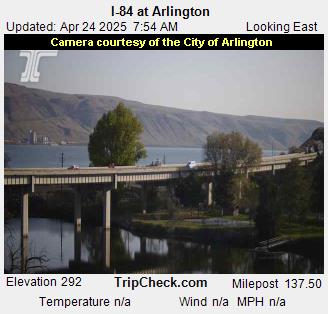 I-84 at Arlington
Updated: Apr 24 2025 7:54 AM Looking East
Camera courtesy of the City of Arlington
Elevation 292 TripCheck.com Milepost 137.50
Temperature n/a Wind n/a MPH n/a